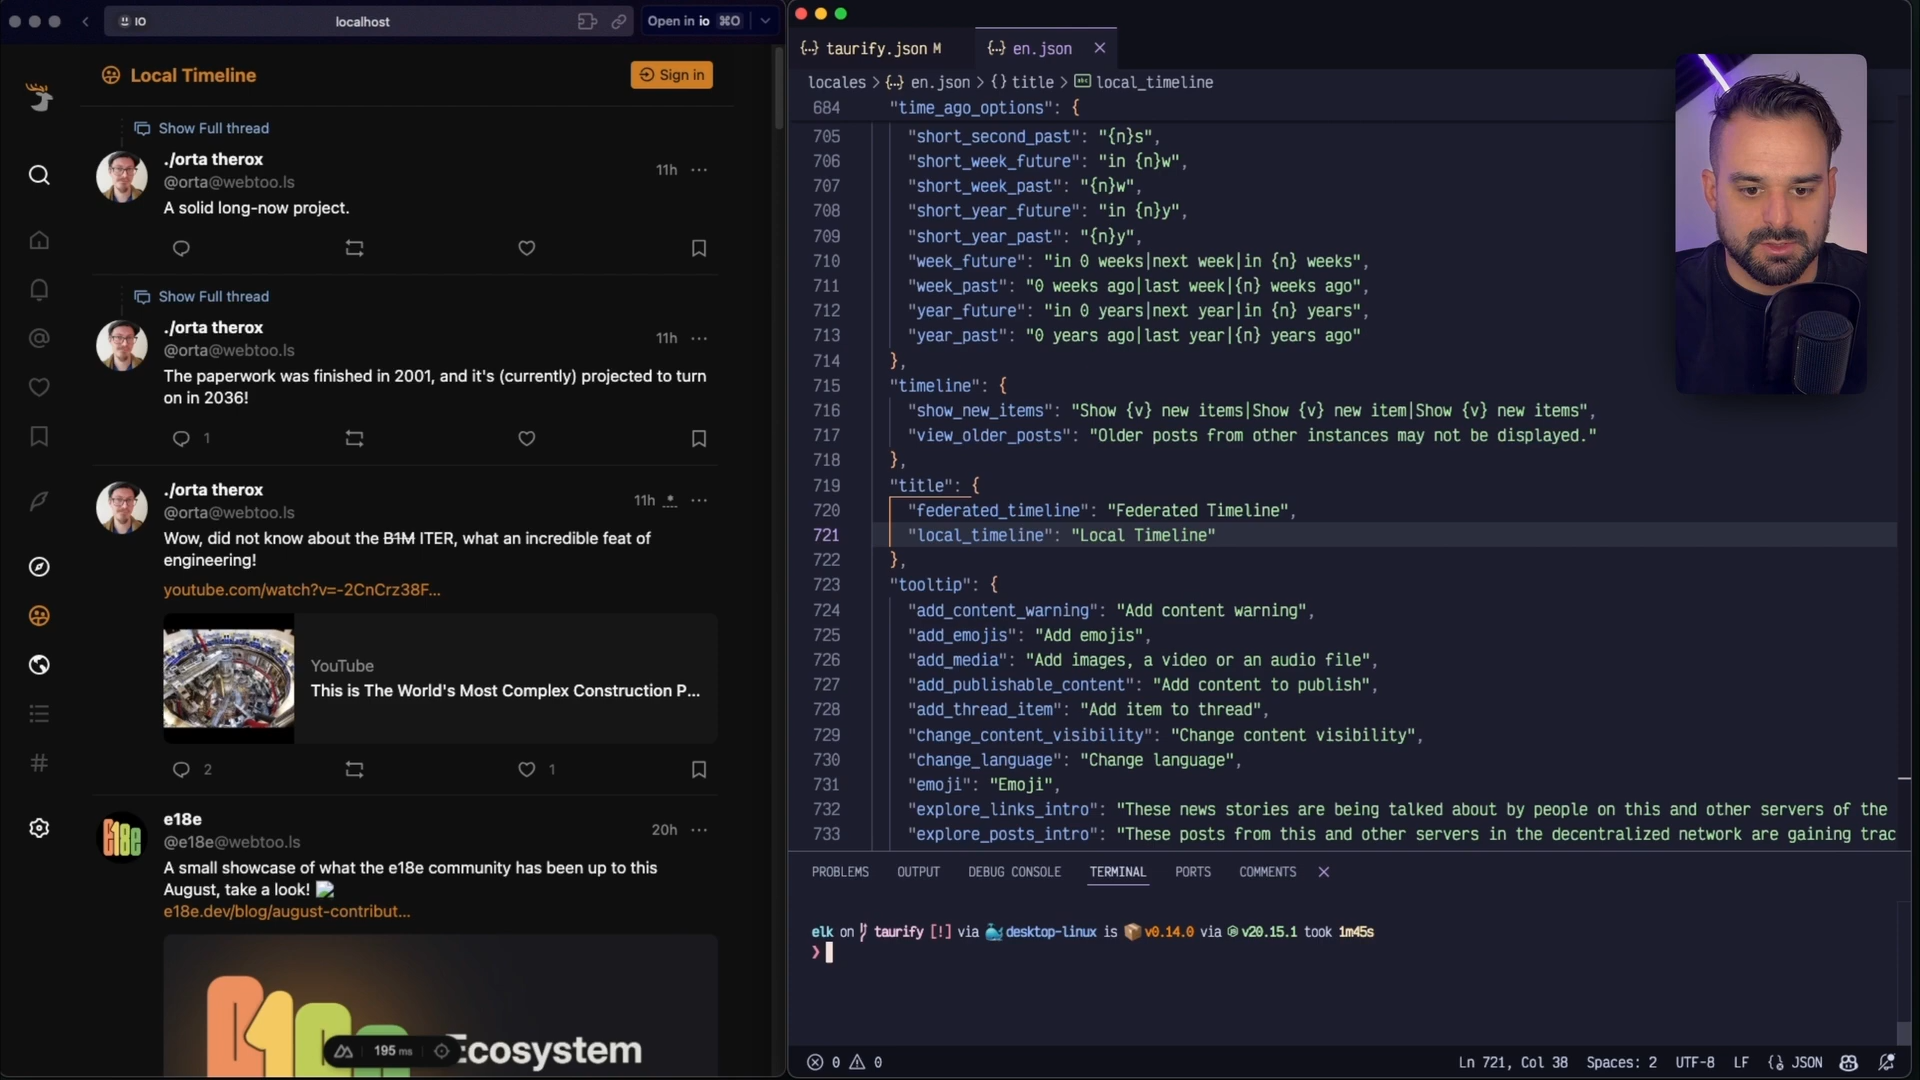 IO
localhost
Open in io ⌘O
Local Timeline
Sign in
Show Full thread
./orta therox
@orta@webtoo.ls
11h
A solid long-now project.
Show Full thread
./orta therox
@orta@webtoo.ls
11h
The paperwork was finished in 2001, and it's (currently) projected to turn
on in 2036!
1
./orta therox
@orta@webtoo.ls
11h *
Wow, did not know about the B1M ITER, what an incredible feat of
engineering!
youtube.com/watch?v=-2CnCrz38F...
YouTube
This is The World's Most Complex Construction P...
2
1
e18e
@e18e@webtoo.ls
20h
A small showcase of what the e18e community has been up to this
August, take a look!
e18e.dev/blog/august-contribut...
e18e
Ecosystem
195 ms
{..} taurify.json M
{..} en.json ×
locales > {..} en.json > {} title > abc local_timeline
684 "time_ago_options": {
705 "short_second_past": "{n}s",
706 "short_week_future": "in {n}w",
707 "short_week_past": "{n}w",
708 "short_year_future": "in {n}y",
709 "short_year_past": "{n}y",
710 "week_future": "in 0 weeks|next week|in {n} weeks",
711 "week_past": "0 weeks ago|last week|{n} weeks ago",
712 "year_future": "in 0 years|next year|in {n} years",
713 "year_past": "0 years ago|last year|{n} years ago"
714 },
715 "timeline": {
716 "show_new_items": "Show {v} new items|Show {v} new item|Show {v} new items",
717 "view_older_posts": "Older posts from other instances may not be displayed."
718 },
719 "title": {
720 "federated_timeline": "Federated Timeline",
721 "local_timeline": "Local Timeline"
722 },
723 "tooltip": {
724 "add_content_warning": "Add content warning",
725 "add_emojis": "Add emojis",
726 "add_media": "Add images, a video or an audio file",
727 "add_publishable_content": "Add content to publish",
728 "add_thread_item": "Add item to thread",
729 "change_content_visibility": "Change content visibility",
730 "change_language": "Change language",
731 "emoji": "Emoji",
732 "explore_links_intro": "These news stories are being talked about by people on this and other servers of the
733 "explore_posts_intro": "These posts from this and other servers in the decentralized network are gaining trac
PROBLEMS OUTPUT DEBUG CONSOLE TERMINAL PORTS COMMENTS ×
elk on taurify [!] via desktop-linux is v0.14.0 via v20.15.1 took 1m45s
❯
0 0
Ln 721, Col 38 Spaces: 2 UTF-8 LF {} JSON